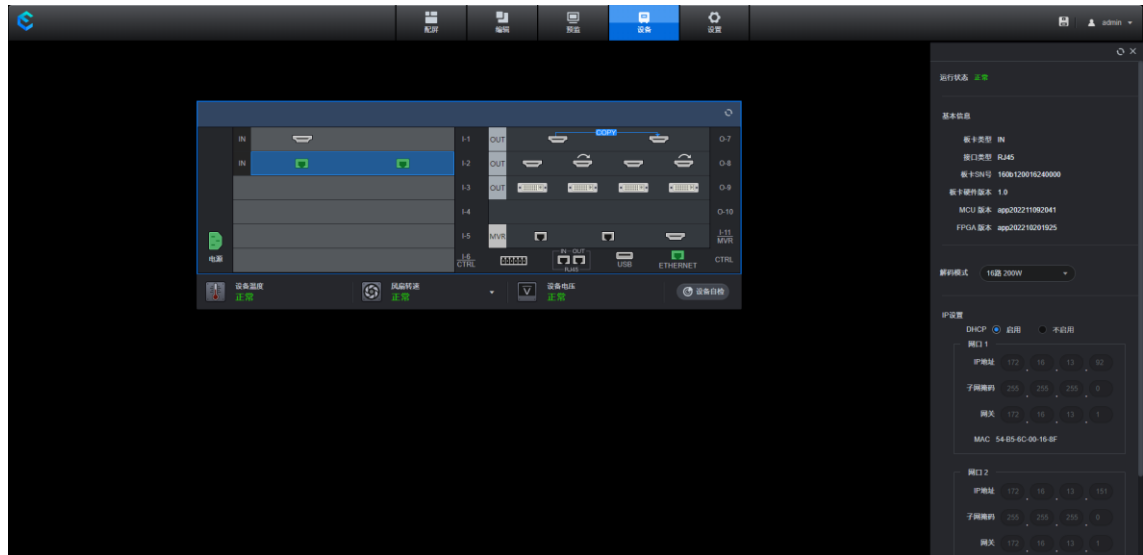 配屏 编辑 预监 设备 设置 admin
运行状态 正常
基本信息
板卡类型 IN
接口类型 RJ45
板卡SN号 160b120016240000
板卡硬件版本 1.0
MCU 版本 app202211092041
FPGA 版本 app202210201925
解码模式 16路 200W
IP设置
DHCP 启用 不启用
网口 1
IP地址 172 . 16 . 13 . 92
子网掩码 255 . 255 . 255 . 0
网关 172 . 16 . 13 . 1
MAC 54-B5-6C-00-16-8F
网口 2
IP地址 172 . 16 . 13 . 151
子网掩码 255 . 255 . 255 . 0
网关 172 . 16 . 13 . 1
IN I-1 OUT COPY O-7
IN I-2 OUT O-8
I-3 OUT O-9
I-4 O-10
I-5 MVR I-11 MVR
电源 I-6 CTRL IN OUT RJ45 USB ETHERNET CTRL
设备温度 正常
风扇转速 正常
设备电压 正常
设备自检